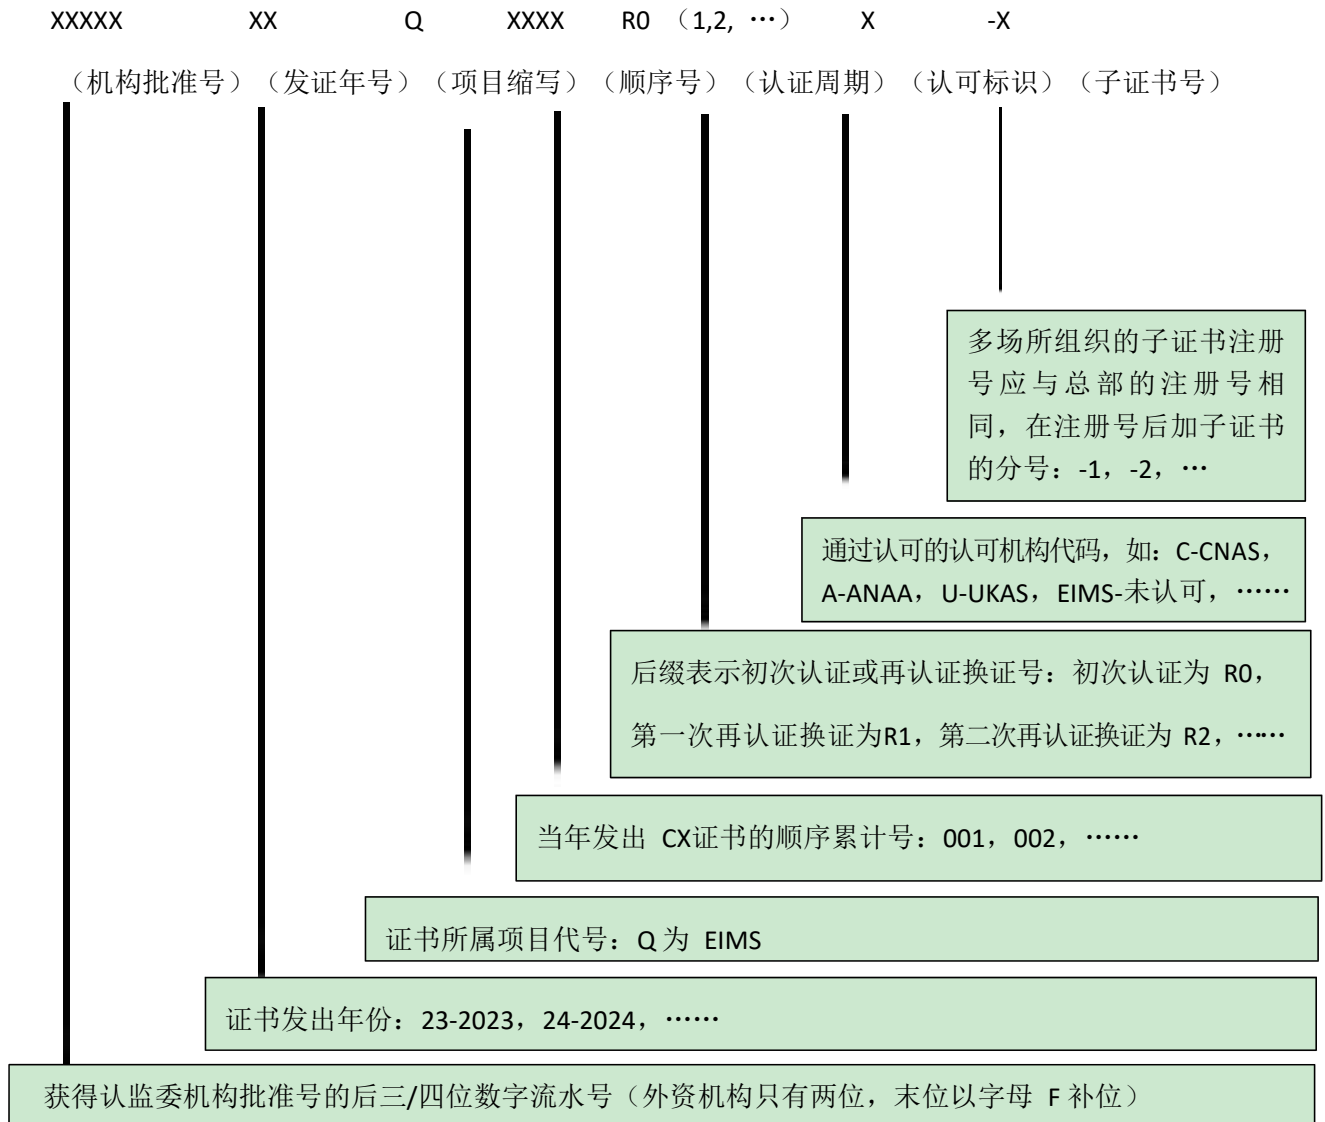 XXXXX XX Q XXXX R0 （1,2, …） X -X
（机构批准号）（发证年号）（项目缩写）（顺序号）（认证周期）（认可标识）（子证书号）
多场所组织的子证书注册
号应与总部的注册号相
同，在注册号后加子证书
的分号：-1，-2，…
通过认可的认可机构代码，如：C-CNAS，
A-ANAA，U-UKAS，EIMS-未认可，……
后缀表示初次认证或再认证换证号：初次认证为 R0，
第一次再认证换证为R1，第二次再认证换证为 R2，……
当年发出 CX证书的顺序累计号：001，002，……
证书所属项目代号：Q 为 EIMS
证书发出年份：23-2023，24-2024，……
获得认监委机构批准号的后三/四位数字流水号（外资机构只有两位，末位以字母 F 补位）